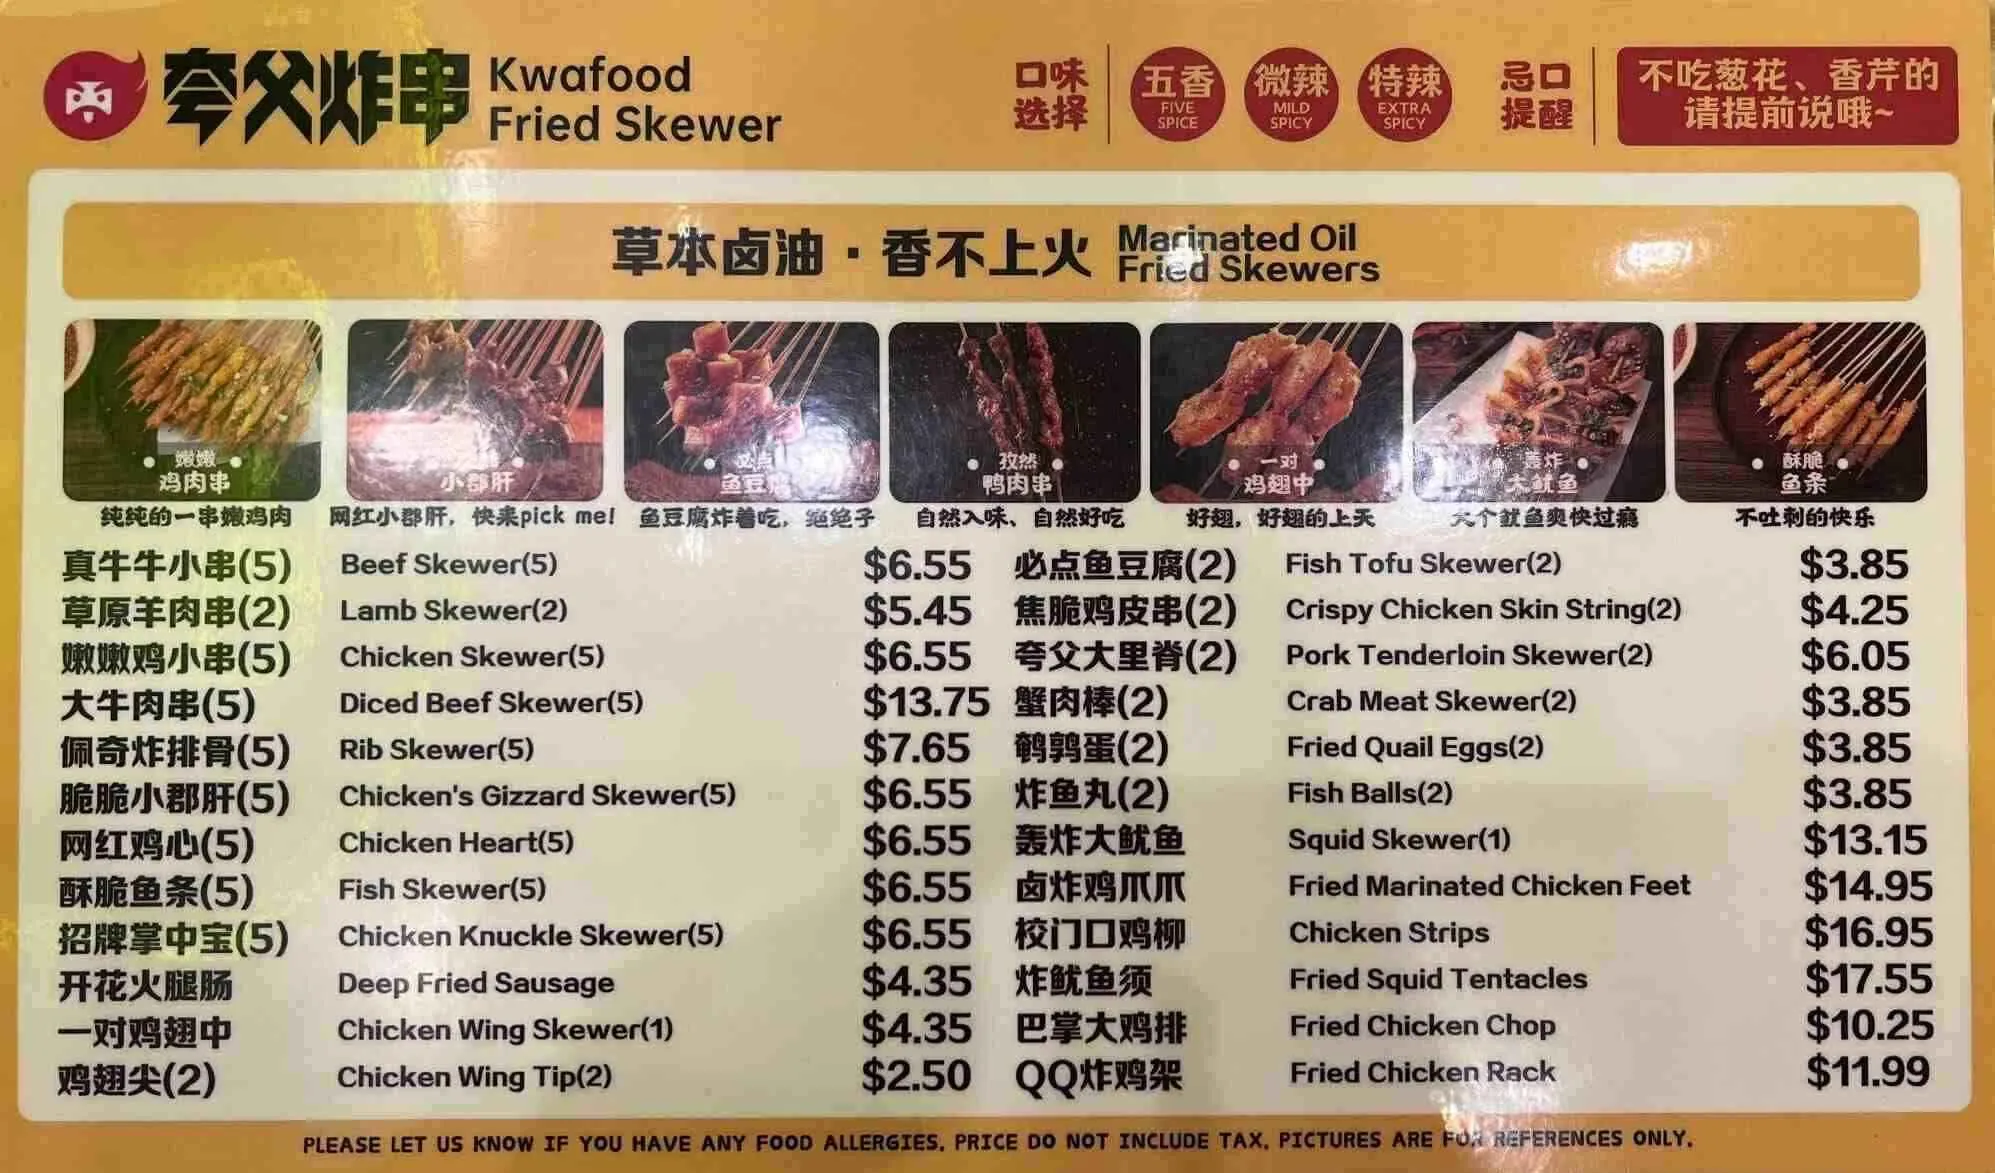 夸父炸串
Kwafood
Fried Skewer
口味
选择
五香
FIVE
SPICE
微辣
MILD
SPICY
特辣
EXTRA
SPICY
忌口
提醒
不吃葱花、香芹的
请提前说哦~
草本卤油·香不上火
Marinated Oil
Fried Skewers
嫩嫩
鸡肉串
纯纯的一串嫩鸡肉
小郡肝
网红小郡肝，快来pick me!
必点
鱼豆腐
鱼豆腐炸着吃，绝绝子
孜然
鸭肉串
自然入味、自然好吃
一对
鸡翅中
好翅，好翅的上天
轰炸
大鱿鱼
大个鱿鱼爽快过瘾
酥脆
鱼条
不吐刺的快乐
真牛牛小串(5) Beef Skewer(5) $6.55
草原羊肉串(2) Lamb Skewer(2) $5.45
嫩嫩鸡小串(5) Chicken Skewer(5) $6.55
大牛肉串(5) Diced Beef Skewer(5) $13.75
佩奇炸排骨(5) Rib Skewer(5) $7.65
脆脆小郡肝(5) Chicken's Gizzard Skewer(5) $6.55
网红鸡心(5) Chicken Heart(5) $6.55
酥脆鱼条(5) Fish Skewer(5) $6.55
招牌掌中宝(5) Chicken Knuckle Skewer(5) $6.55
开花火腿肠 Deep Fried Sausage $4.35
一对鸡翅中 Chicken Wing Skewer(1) $4.35
鸡翅尖(2) Chicken Wing Tip(2) $2.50
必点鱼豆腐(2) Fish Tofu Skewer(2) $3.85
焦脆鸡皮串(2) Crispy Chicken Skin String(2) $4.25
夸父大里脊(2) Pork Tenderloin Skewer(2) $6.05
蟹肉棒(2) Crab Meat Skewer(2) $3.85
鹌鹑蛋(2) Fried Quail Eggs(2) $3.85
炸鱼丸(2) Fish Balls(2) $3.85
轰炸大鱿鱼 Squid Skewer(1) $13.15
卤炸鸡爪爪 Fried Marinated Chicken Feet $14.95
校门口鸡柳 Chicken Strips $16.95
炸鱿鱼须 Fried Squid Tentacles $17.55
巴掌大鸡排 Fried Chicken Chop $10.25
QQ炸鸡架 Fried Chicken Rack $11.99
PLEASE LET US KNOW IF YOU HAVE ANY FOOD ALLERGIES. PRICE DO NOT INCLUDE TAX. PICTURES ARE FOR REFERENCES ONLY.